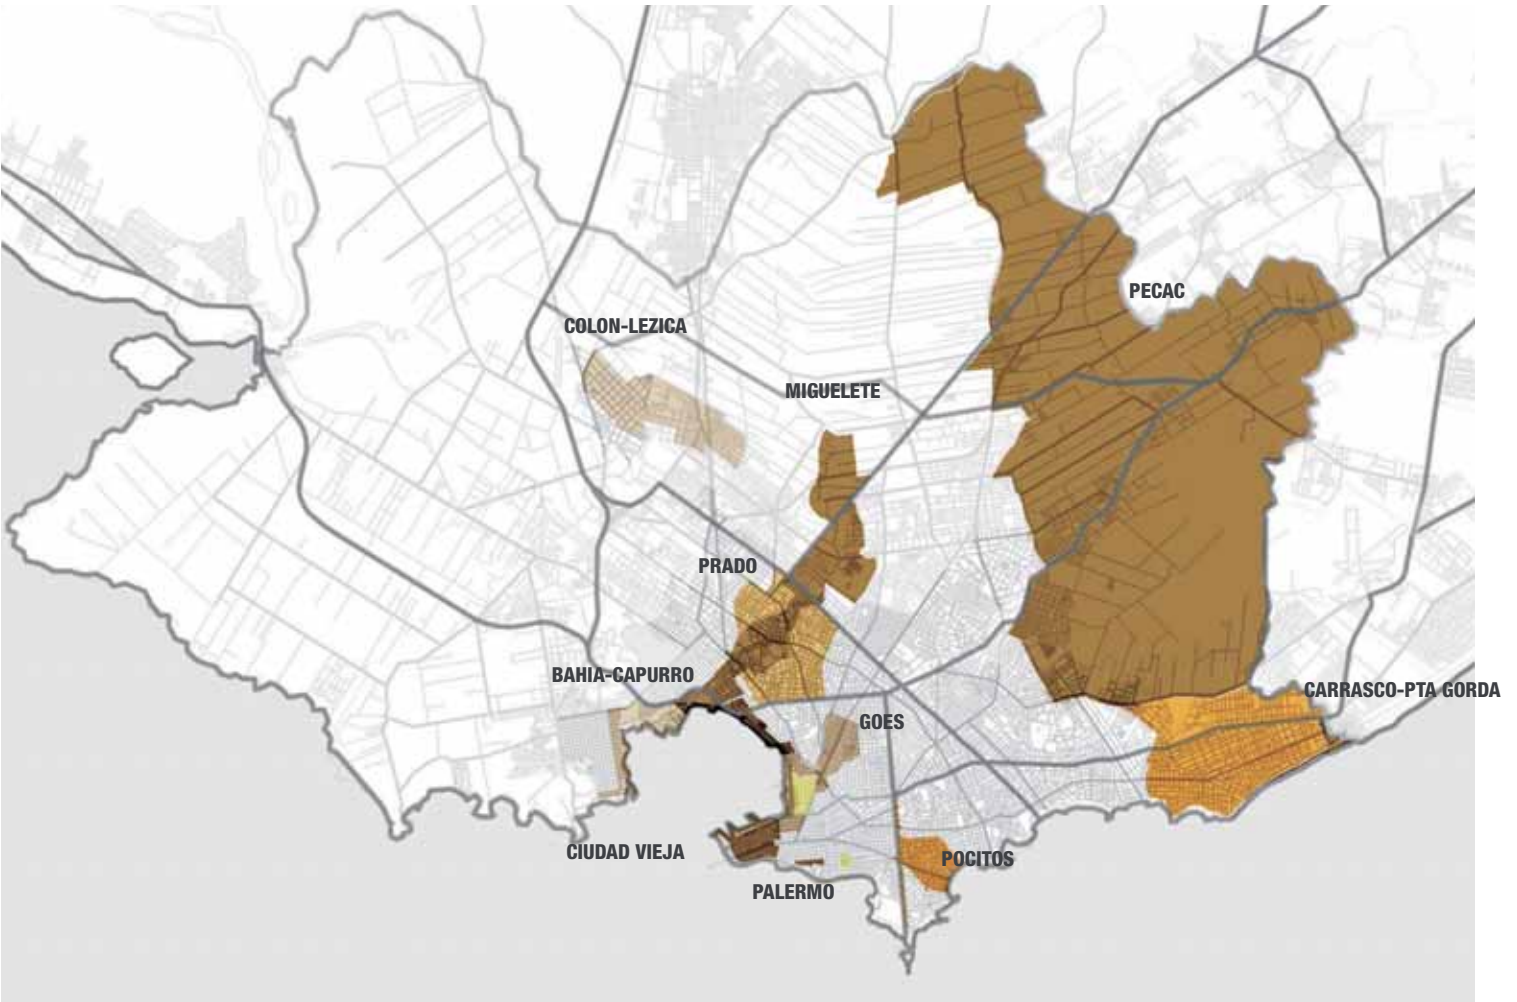 PECAC
COLON-LEZICA
MIGUELETE
PRADO
BAHIA-CAPURRO
CARRASCO-PTA GORDA
GOES
CIUDAD VIEJA
POCITOS
PALERMO